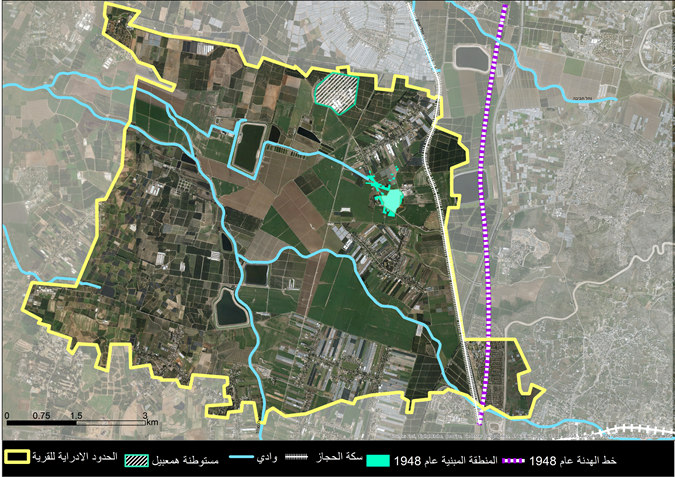 0 0.75 1.5 3
km
الحدود الادراية للقرية
مستوطنة همعبيل
وادي
سكة الحجاز
المنطقة المبنية عام 1948
خط الهدنة عام 1948